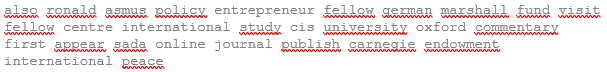 also ronald asmus policy entrepreneur fellow german marshall fund visit
fellow centre international study cis university oxford commentary
first appear sada online journal publish carnegie endowment
international peace